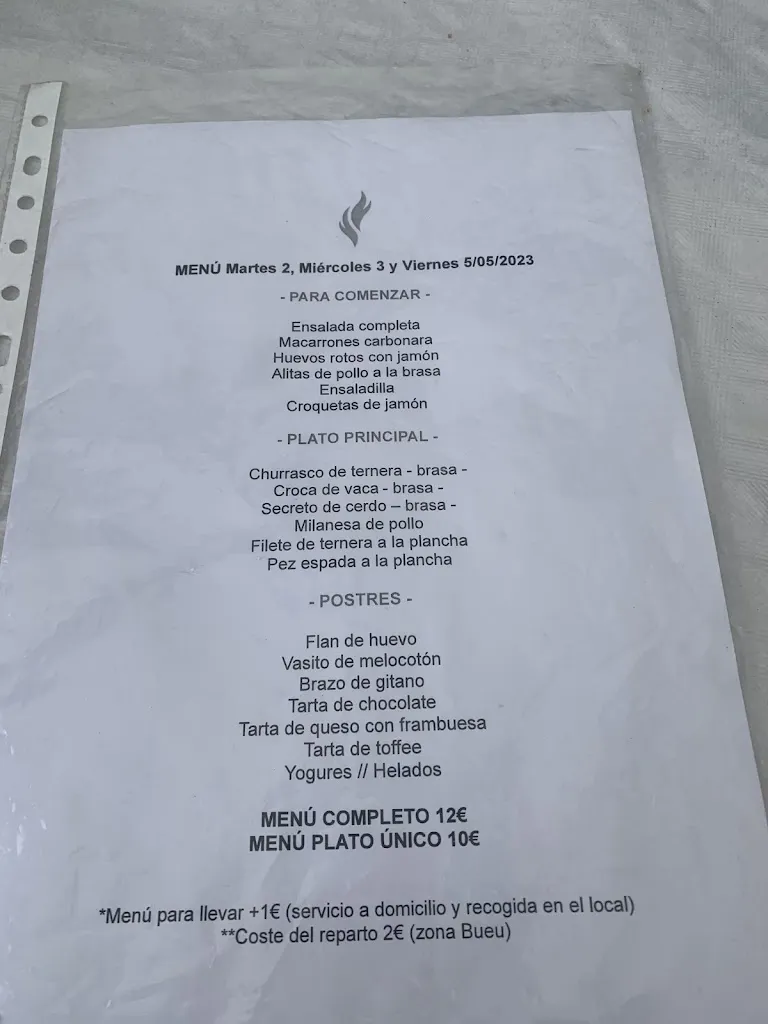 MENÚ Martes 2, Miércoles 3 y Viernes 5/05/2023
- PARA COMENZAR -
Ensalada completa
Macarrones carbonara
Huevos rotos con jamón
Alitas de pollo a la brasa
Ensaladilla
Croquetas de jamón
- PLATO PRINCIPAL -
Churrasco de ternera - brasa -
Croca de vaca - brasa -
Secreto de cerdo – brasa -
Milanesa de pollo
Filete de ternera a la plancha
Pez espada a la plancha
- POSTRES -
Flan de huevo
Vasito de melocotón
Brazo de gitano
Tarta de chocolate
Tarta de queso con frambuesa
Tarta de toffee
Yogures // Helados
MENÚ COMPLETO 12€
MENÚ PLATO ÚNICO 10€
*Menú para llevar +1€ (servicio a domicilio y recogida en el local)
**Coste del reparto 2€ (zona Bueu)